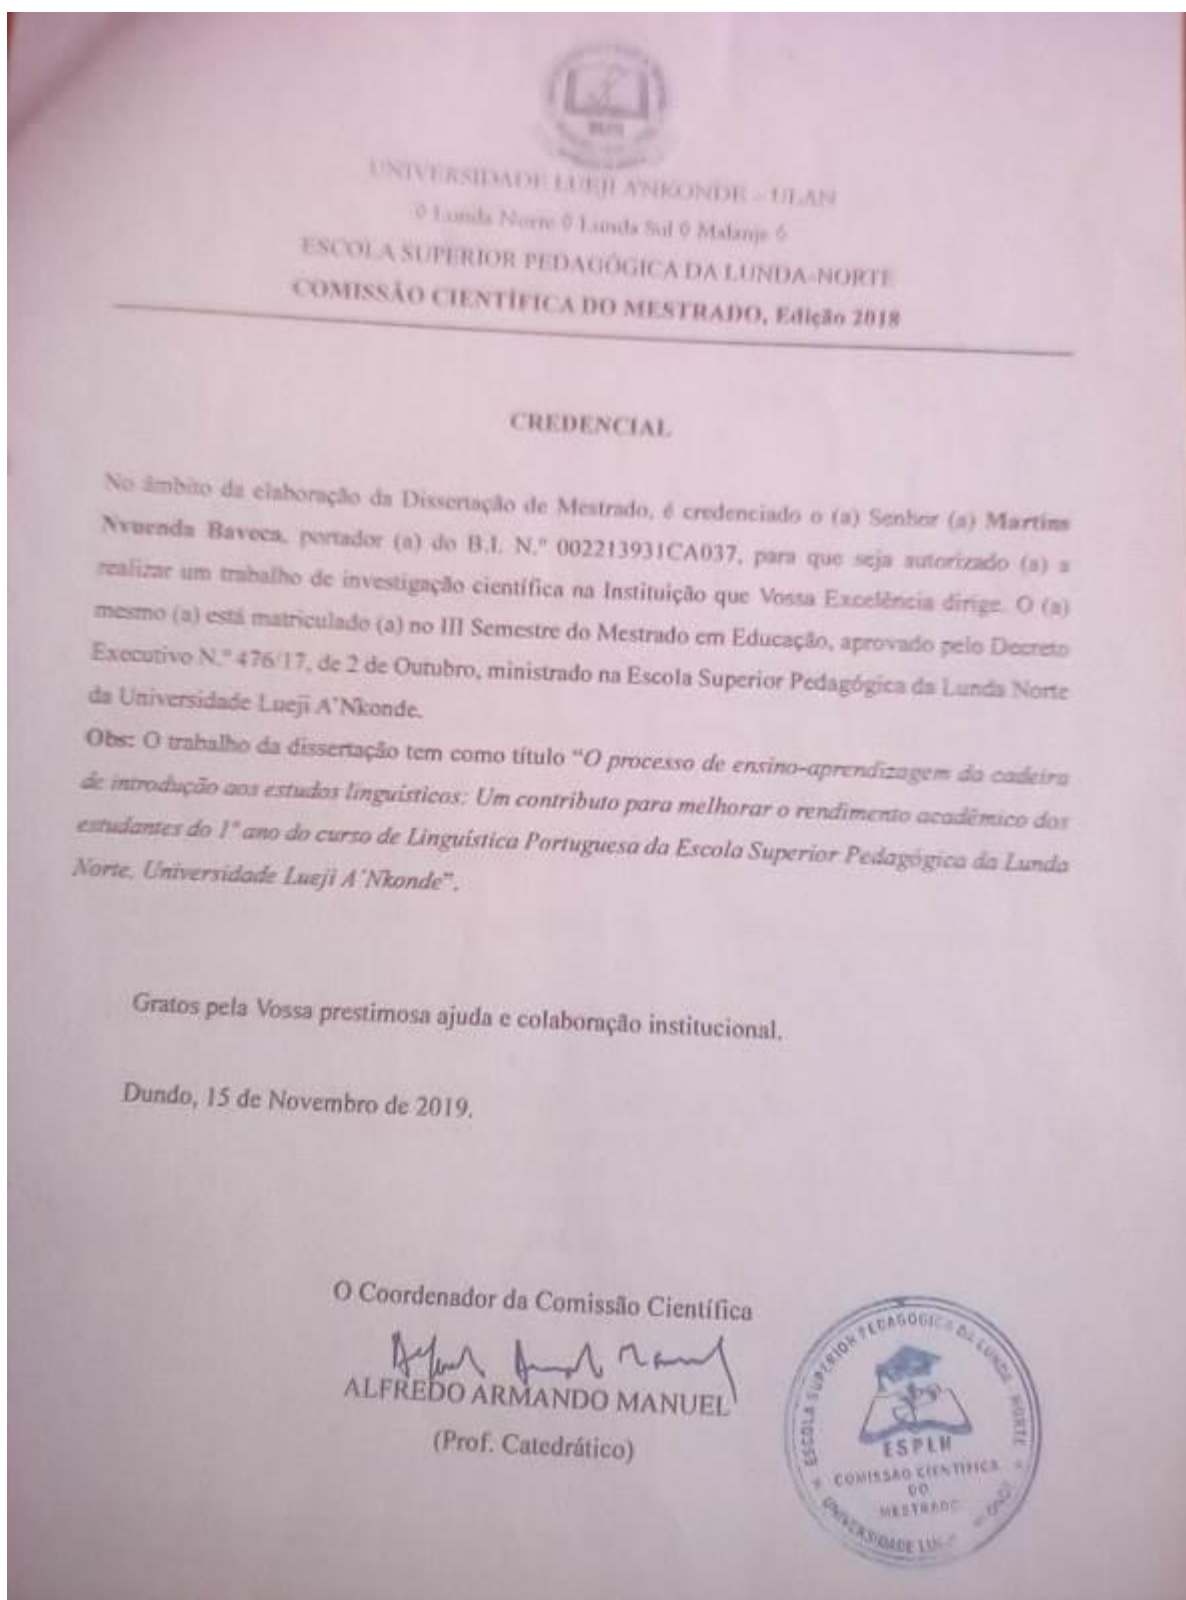 UNIVERSIDADE LUEJI A'NKONDE – ULAN
◊ Lunda Norte ◊ Lunda Sul ◊ Malanje ◊
ESCOLA SUPERIOR PEDAGÓGICA DA LUNDA-NORTE
COMISSÃO CIENTÍFICA DO MESTRADO, Edição 2018
CREDENCIAL
No âmbito da elaboração da Dissertação de Mestrado, é credenciado o (a) Senhor (a) Martins
Nvuenda Baveca, portador (a) do B.I. N.º 002213931CA037, para que seja autorizado (a) a
realizar um trabalho de investigação científica na Instituição que Vossa Excelência dirige. O (a)
mesmo (a) está matriculado (a) no III Semestre do Mestrado em Educação, aprovado pelo Decreto
Executivo N.º 476/17, de 2 de Outubro, ministrado na Escola Superior Pedagógica da Lunda Norte
da Universidade Lueji A'Nkonde.
Obs: O trabalho da dissertação tem como título “O processo de ensino-aprendizagem da cadeira
de introdução aos estudos linguísticos: Um contributo para melhorar o rendimento acadêmico dos
estudantes do 1º ano do curso de Linguística Portuguesa da Escola Superior Pedagógica da Lunda
Norte, Universidade Lueji A'Nkonde”.
Gratos pela Vossa prestimosa ajuda e colaboração institucional.
Dundo, 15 de Novembro de 2019.
O Coordenador da Comissão Científica
ALFREDO ARMANDO MANUEL
(Prof. Catedrático)
ESCOLA SUPERIOR PEDAGÓGICA DA LUNDA - NORTE
ESPLN
COMISSÃO CIENTÍFICA
DO
MESTRADO
UNIVERSIDADE